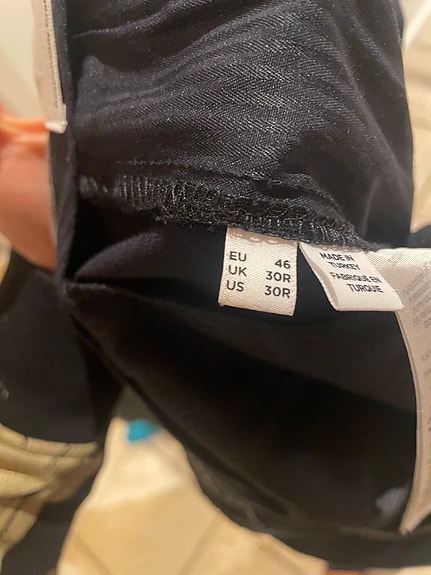 EU 46
UK 30R
US 30R
MADE IN
TURKEY
FABRIQUÉ EN
TURQUIE